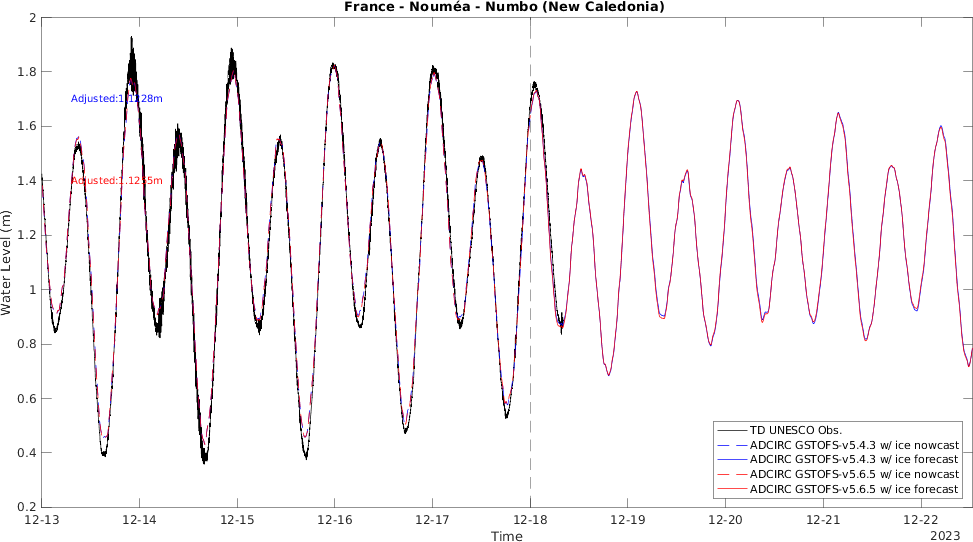 France - Nouméa - Numbo (New Caledonia)
2
1.8
1.6
1.4
1.2
1
0.8
0.6
0.4
0.2
Water Level (m)
Adjusted:1.1228m
Adjusted:1.1255m
TD UNESCO Obs.
ADCIRC GSTOFS-v5.4.3 w/ ice nowcast
ADCIRC GSTOFS-v5.4.3 w/ ice forecast
ADCIRC GSTOFS-v5.6.5 w/ ice nowcast
ADCIRC GSTOFS-v5.6.5 w/ ice forecast
12-13 12-14 12-15 12-16 12-17 12-18 12-19 12-20 12-21 12-22
Time
2023